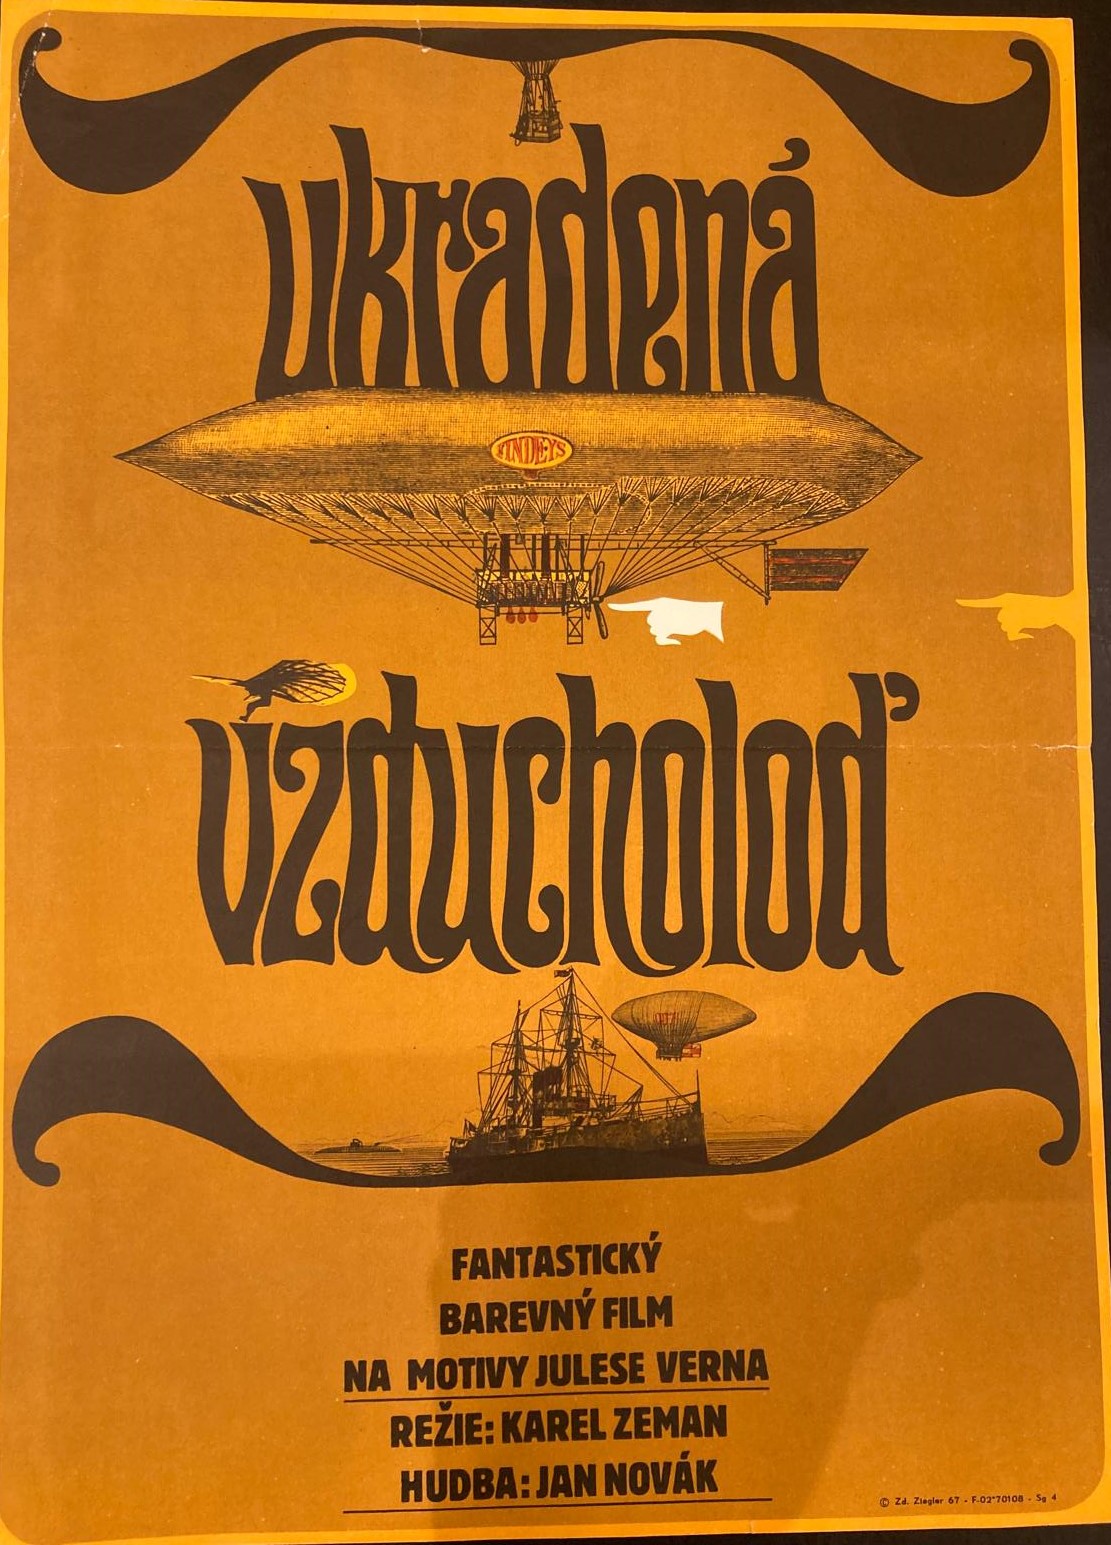 ukradená
FINDEYS
vzducholoď
FANTASTICKÝ
BAREVNÝ FILM
NA MOTIVY JULESE VERNA
REŽIE: KAREL ZEMAN
HUDBA: JAN NOVÁK
© Zd. Ziegler 67 - F-02*70108 - Sg 4